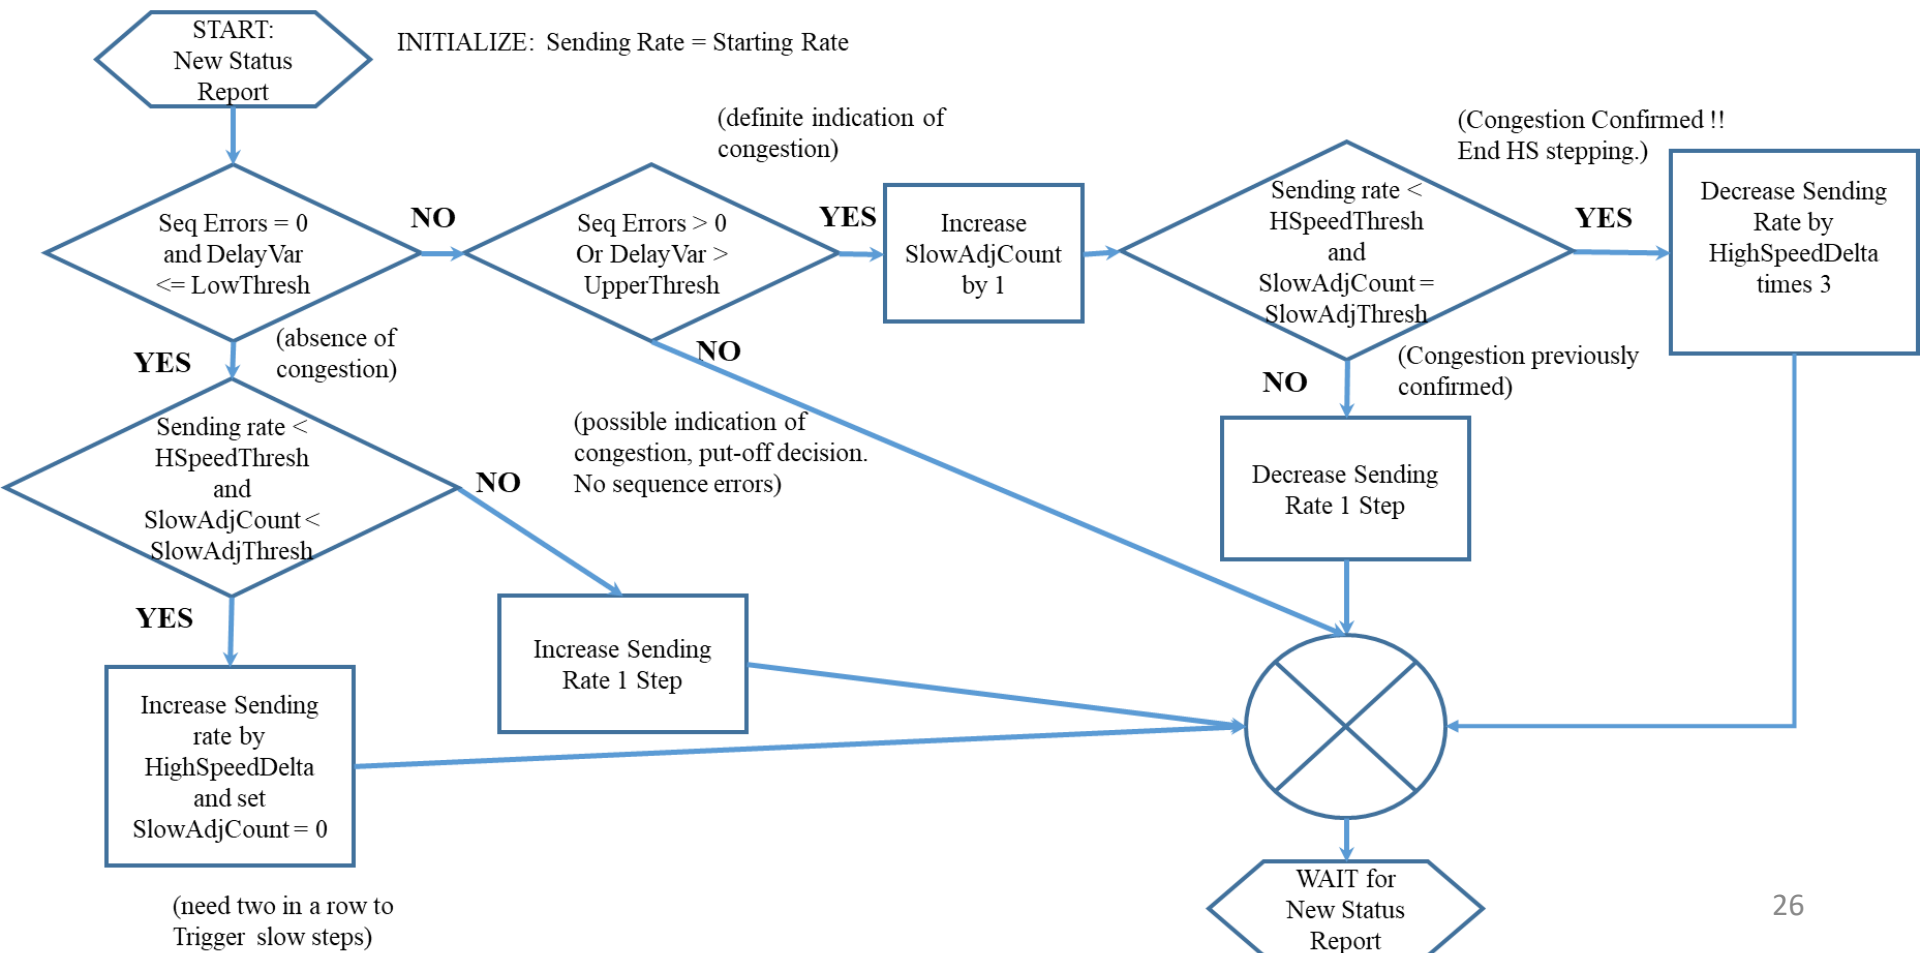 START:
New Status
Report
INITIALIZE:  Sending Rate = Starting Rate
(definite indication of
congestion)
(Congestion Confirmed !!
End HS stepping.)
Seq Errors = 0
and DelayVar
<= LowThresh
NO
Seq Errors > 0
Or DelayVar >
UpperThresh
YES
Increase
SlowAdjCount
by 1
Sending rate <
HSpeedThresh
and
SlowAdjCount =
SlowAdjThresh
YES
Decrease Sending
Rate by
HighSpeedDelta
times 3
YES
(absence of
congestion)
NO
NO
(Congestion previously
confirmed)
Sending rate <
HSpeedThresh
and
SlowAdjCount <
SlowAdjThresh
NO
(possible indication of
congestion, put-off decision.
No sequence errors)
Decrease Sending
Rate 1 Step
YES
Increase Sending
Rate 1 Step
Increase Sending
rate by
HighSpeedDelta
and set
SlowAdjCount = 0
(need two in a row to
Trigger  slow steps)
WAIT for
New Status
Report
26